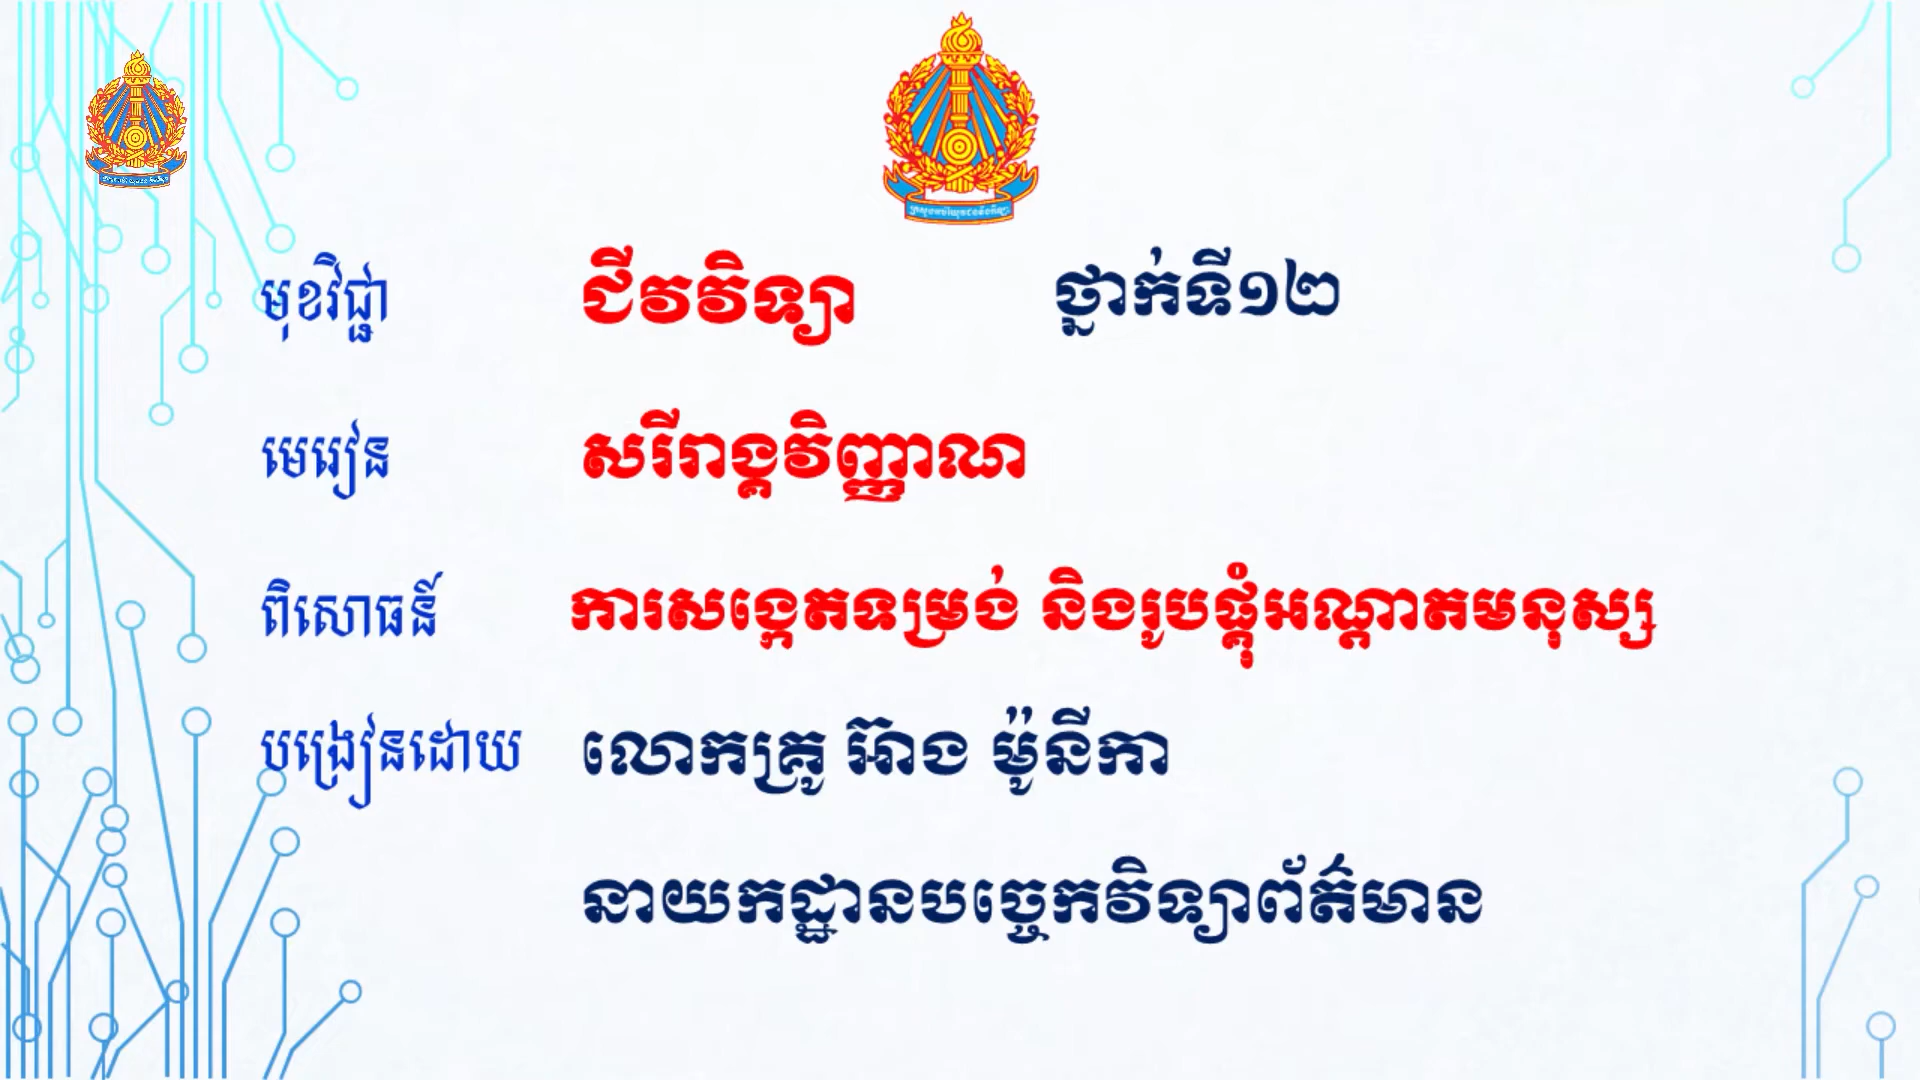 មុខវិជ្ជា ជីវវិទ្យា ថ្នាក់ទី១២
មេរៀន សរីរាង្គវិញ្ញាណ
ពិសោធន៍ ការសង្កេតទម្រង់ និងរូបផ្គុំអណ្ដាតមនុស្ស
បង្រៀនដោយ លោកគ្រូ អ៊ាង ម៉ូនីកា
នាយកដ្ឋានបច្ចេកវិទ្យាព័ត៌មាន